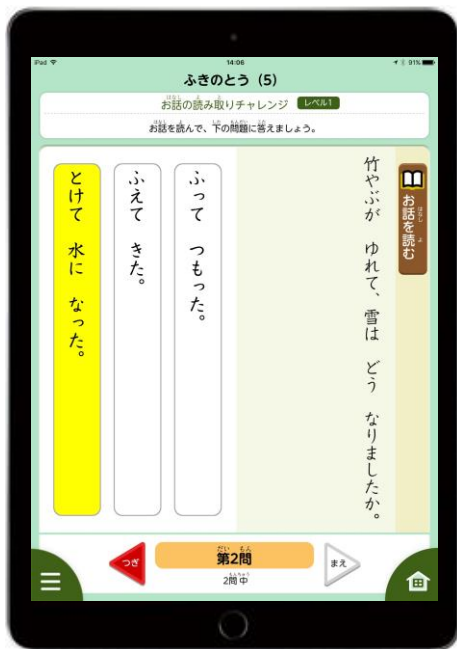 iPad 14:06 91%
ふきのとう（5）
お話の読み取りチャレンジ レベル1
お話を読んで、下の問題に答えましょう。
お話を読む
竹やぶが ゆれて、雪は どう なりましたか。
ふって つもった。
ふえて きた。
とけて 水に なった。
つぎ 第2問 まえ
2問中